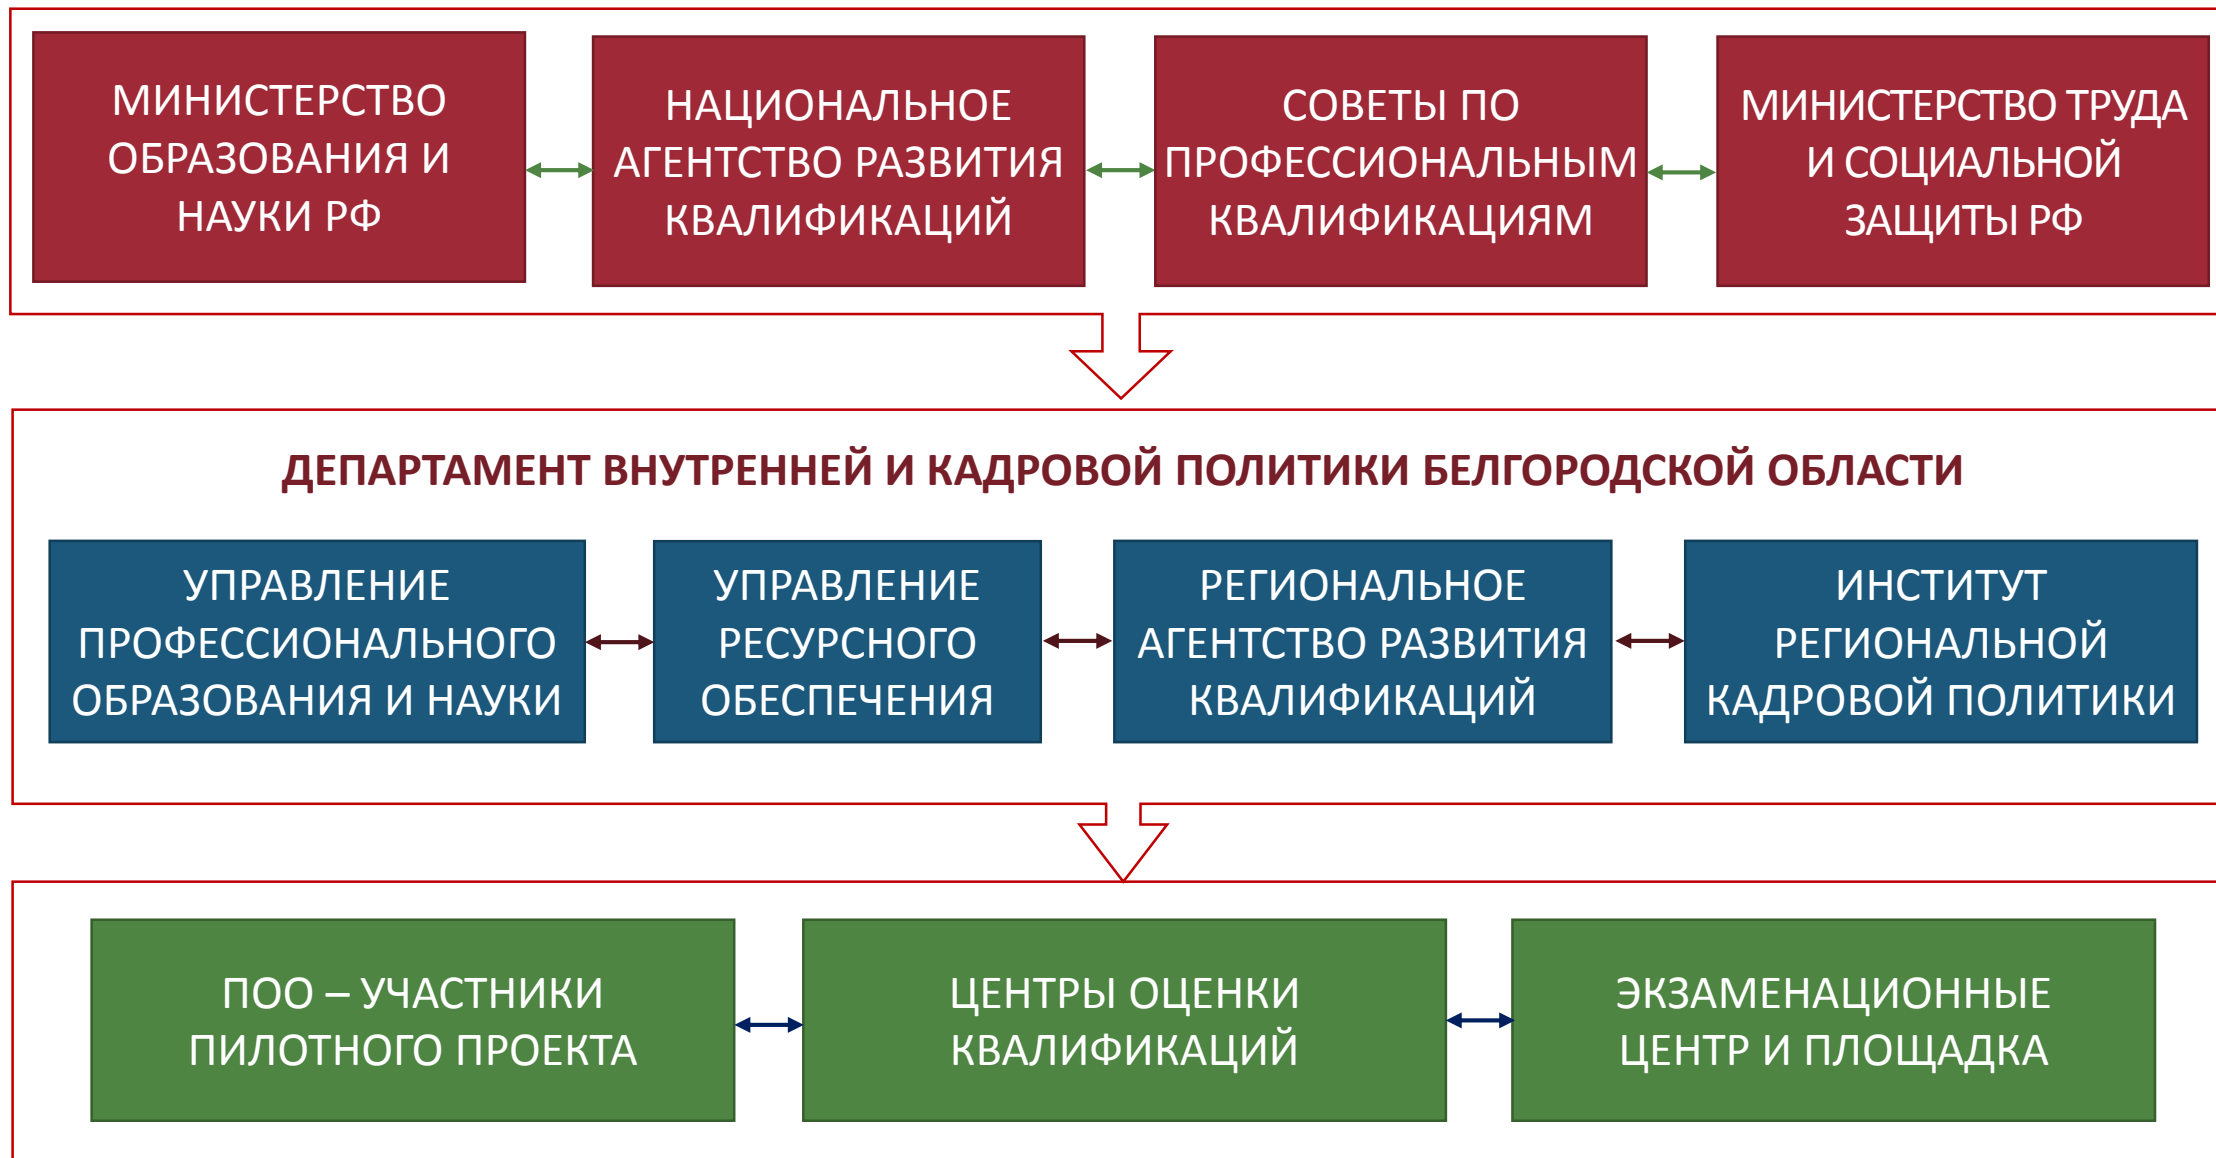 МИНИСТЕРСТВО
ОБРАЗОВАНИЯ И
НАУКИ РФ
НАЦИОНАЛЬНОЕ
АГЕНТСТВО РАЗВИТИЯ
КВАЛИФИКАЦИЙ
СОВЕТЫ ПО
ПРОФЕССИОНАЛЬНЫМ
КВАЛИФИКАЦИЯМ
МИНИСТЕРСТВО ТРУДА
И СОЦИАЛЬНОЙ
ЗАЩИТЫ РФ
ДЕПАРТАМЕНТ ВНУТРЕННЕЙ И КАДРОВОЙ ПОЛИТИКИ БЕЛГОРОДСКОЙ ОБЛАСТИ
УПРАВЛЕНИЕ
ПРОФЕССИОНАЛЬНОГО
ОБРАЗОВАНИЯ И НАУКИ
УПРАВЛЕНИЕ
РЕСУРСНОГО
ОБЕСПЕЧЕНИЯ
РЕГИОНАЛЬНОЕ
АГЕНТСТВО РАЗВИТИЯ
КВАЛИФИКАЦИЙ
ИНСТИТУТ
РЕГИОНАЛЬНОЙ
КАДРОВОЙ ПОЛИТИКИ
ПОО – УЧАСТНИКИ
ПИЛОТНОГО ПРОЕКТА
ЦЕНТРЫ ОЦЕНКИ
КВАЛИФИКАЦИЙ
ЭКЗАМЕНАЦИОННЫЕ
ЦЕНТР И ПЛОЩАДКА